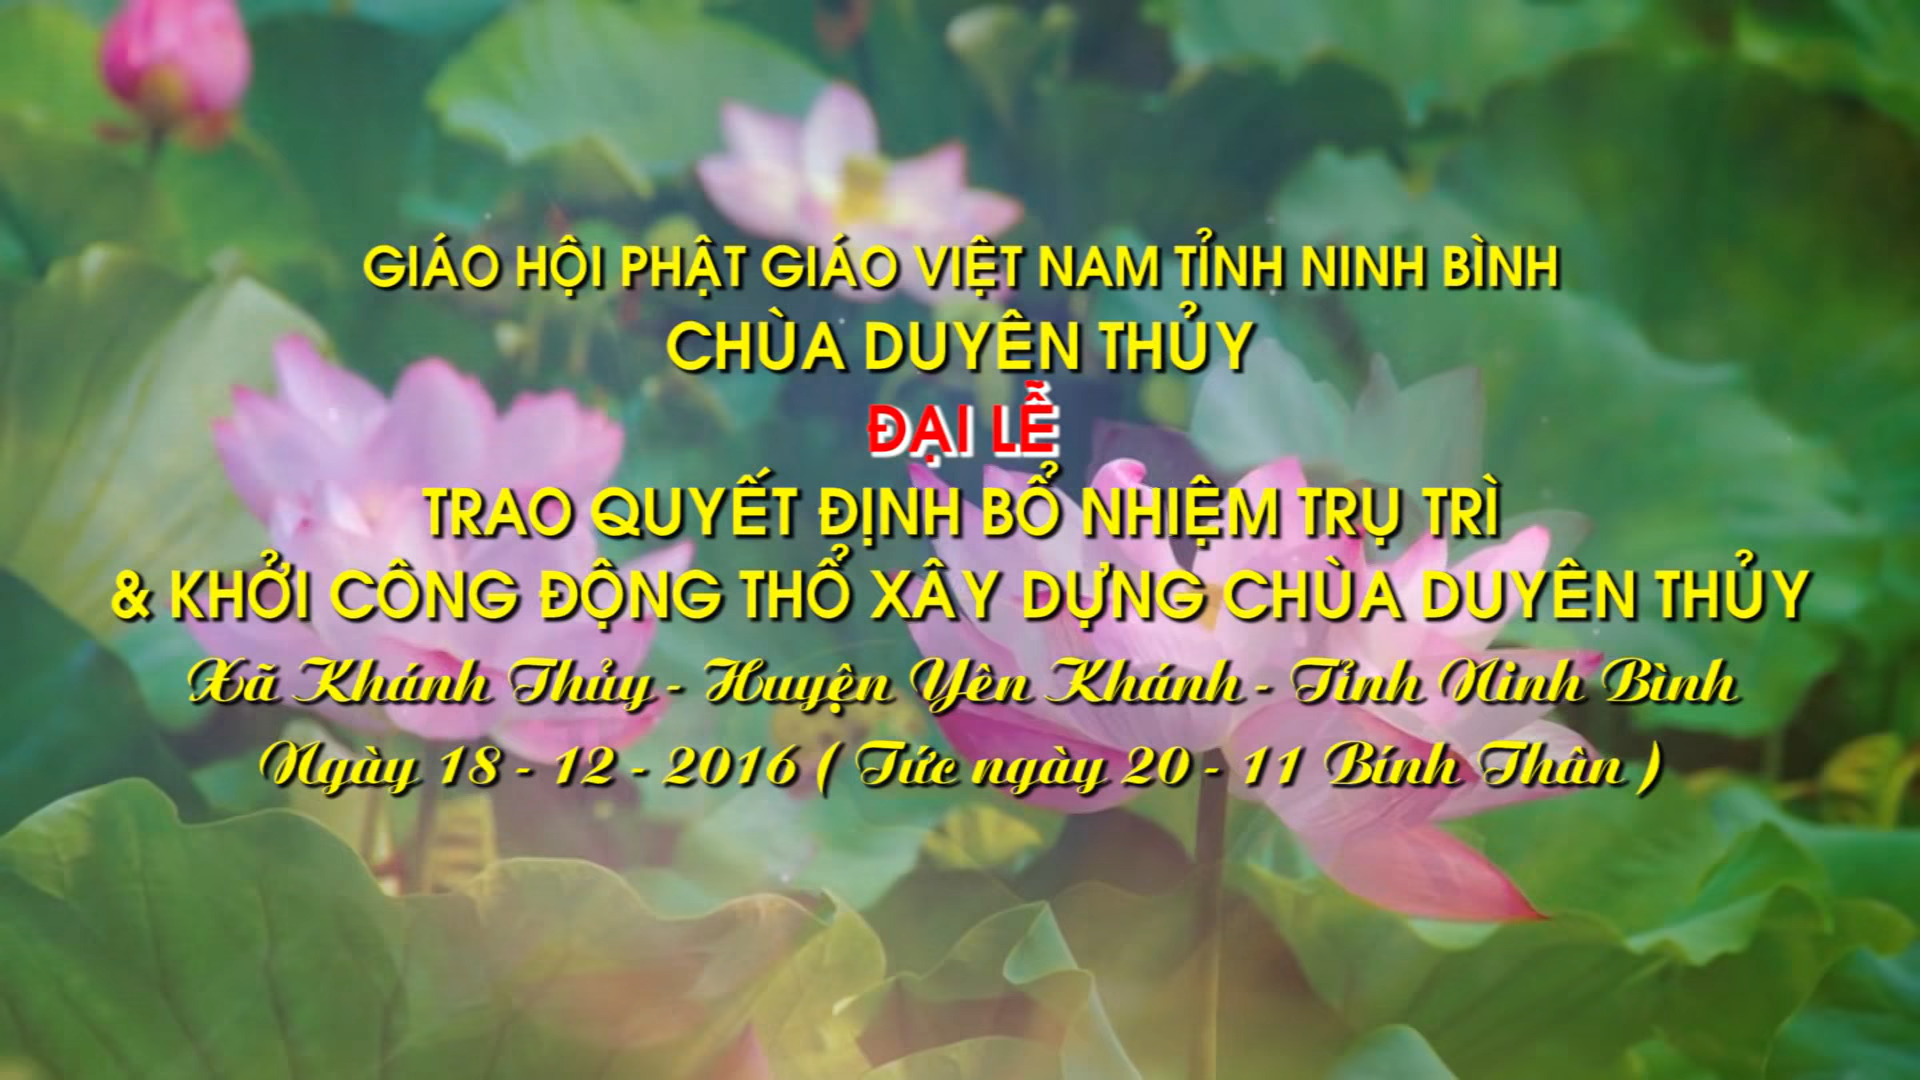 GIÁO HỘI PHẬT GIÁO VIỆT NAM TỈNH NINH BÌNH
CHÙA DUYÊN THỦY
ĐẠI LỄ
TRAO QUYẾT ĐỊNH BỔ NHIỆM TRỤ TRÌ
& KHỞI CÔNG ĐỘNG THỔ XÂY DỰNG CHÙA DUYÊN THỦY
Xã Khánh Thủy - Huyện Yên Khánh - Tỉnh Ninh Bình
Ngày 18 - 12 - 2016 ( Tức ngày 20 - 11 Bính Thân )